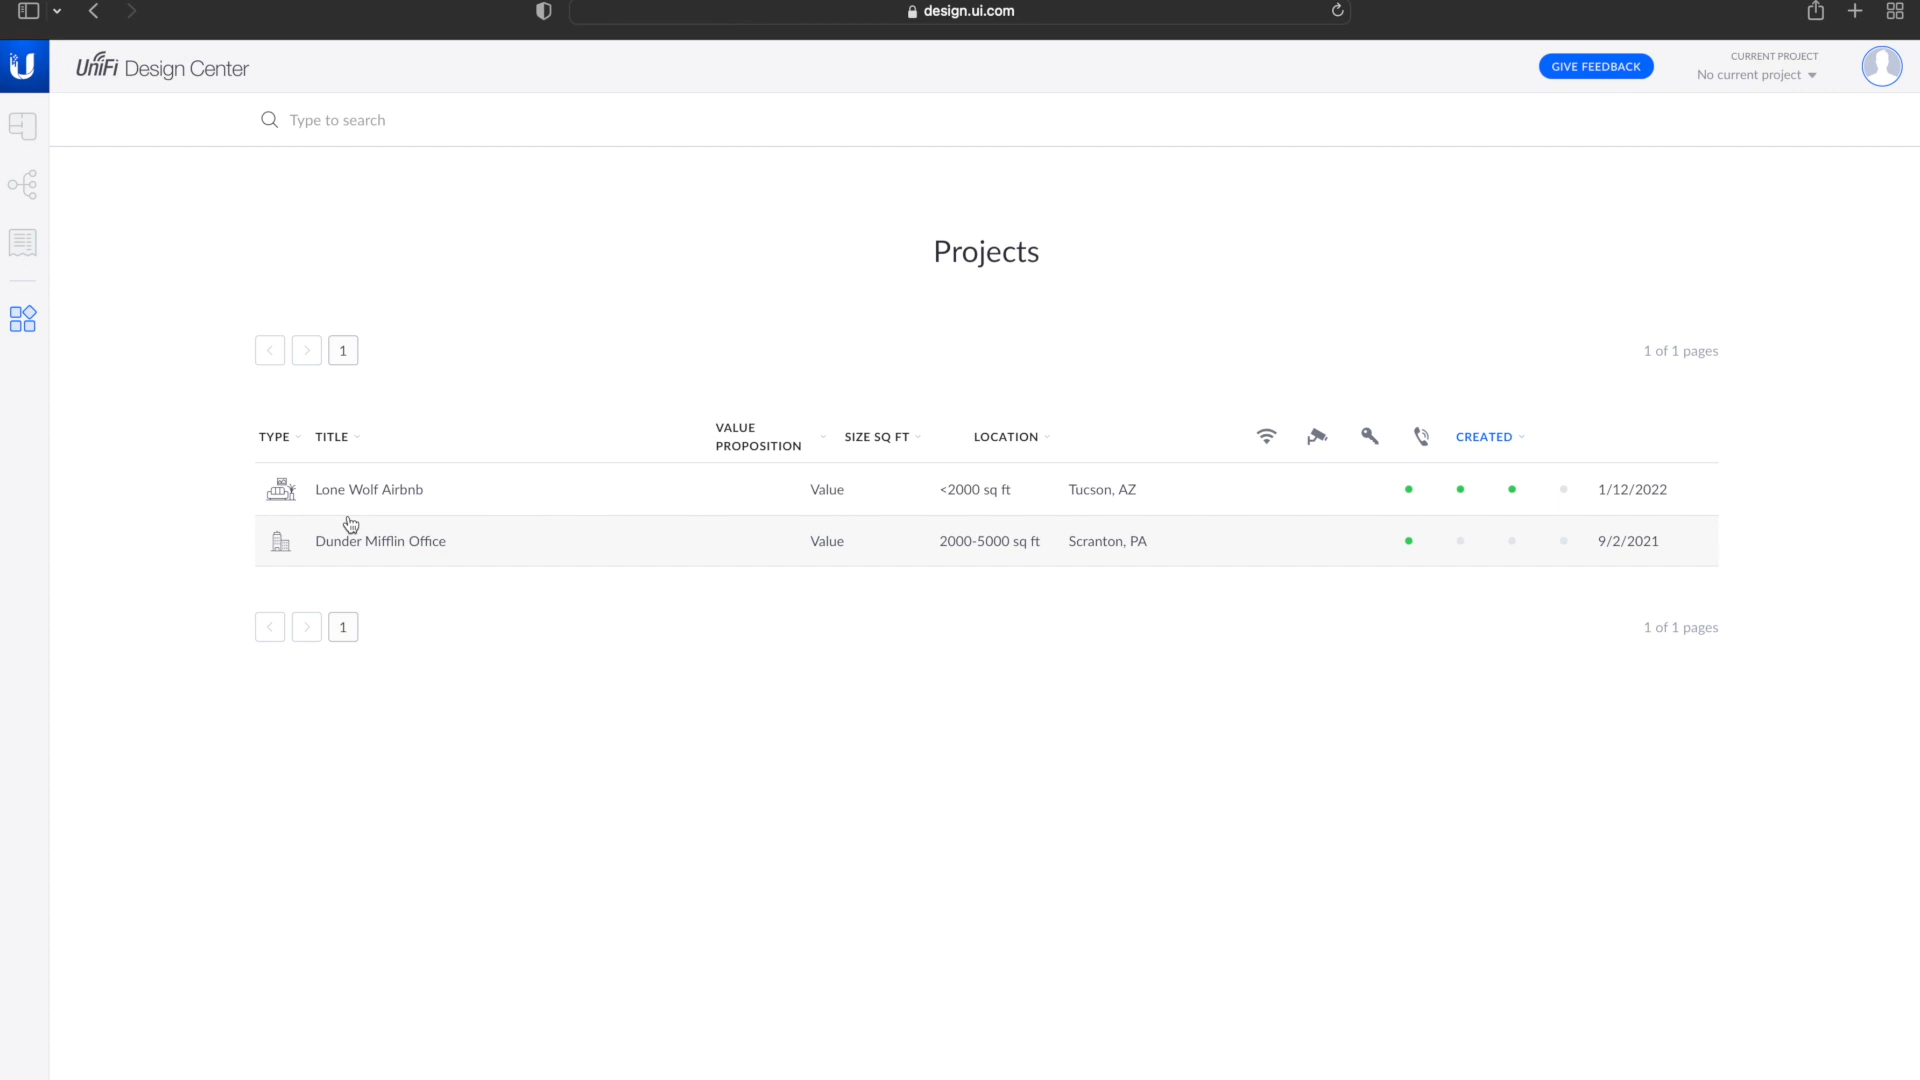 design.ui.com
UniFi Design Center
GIVE FEEDBACK
CURRENT PROJECT
No current project
Type to search
Projects
1
1 of 1 pages
TYPE TITLE VALUE PROPOSITION SIZE SQ FT LOCATION CREATED
Lone Wolf Airbnb Value <2000 sq ft Tucson, AZ 1/12/2022
Dunder Mifflin Office Value 2000-5000 sq ft Scranton, PA 9/2/2021
1
1 of 1 pages